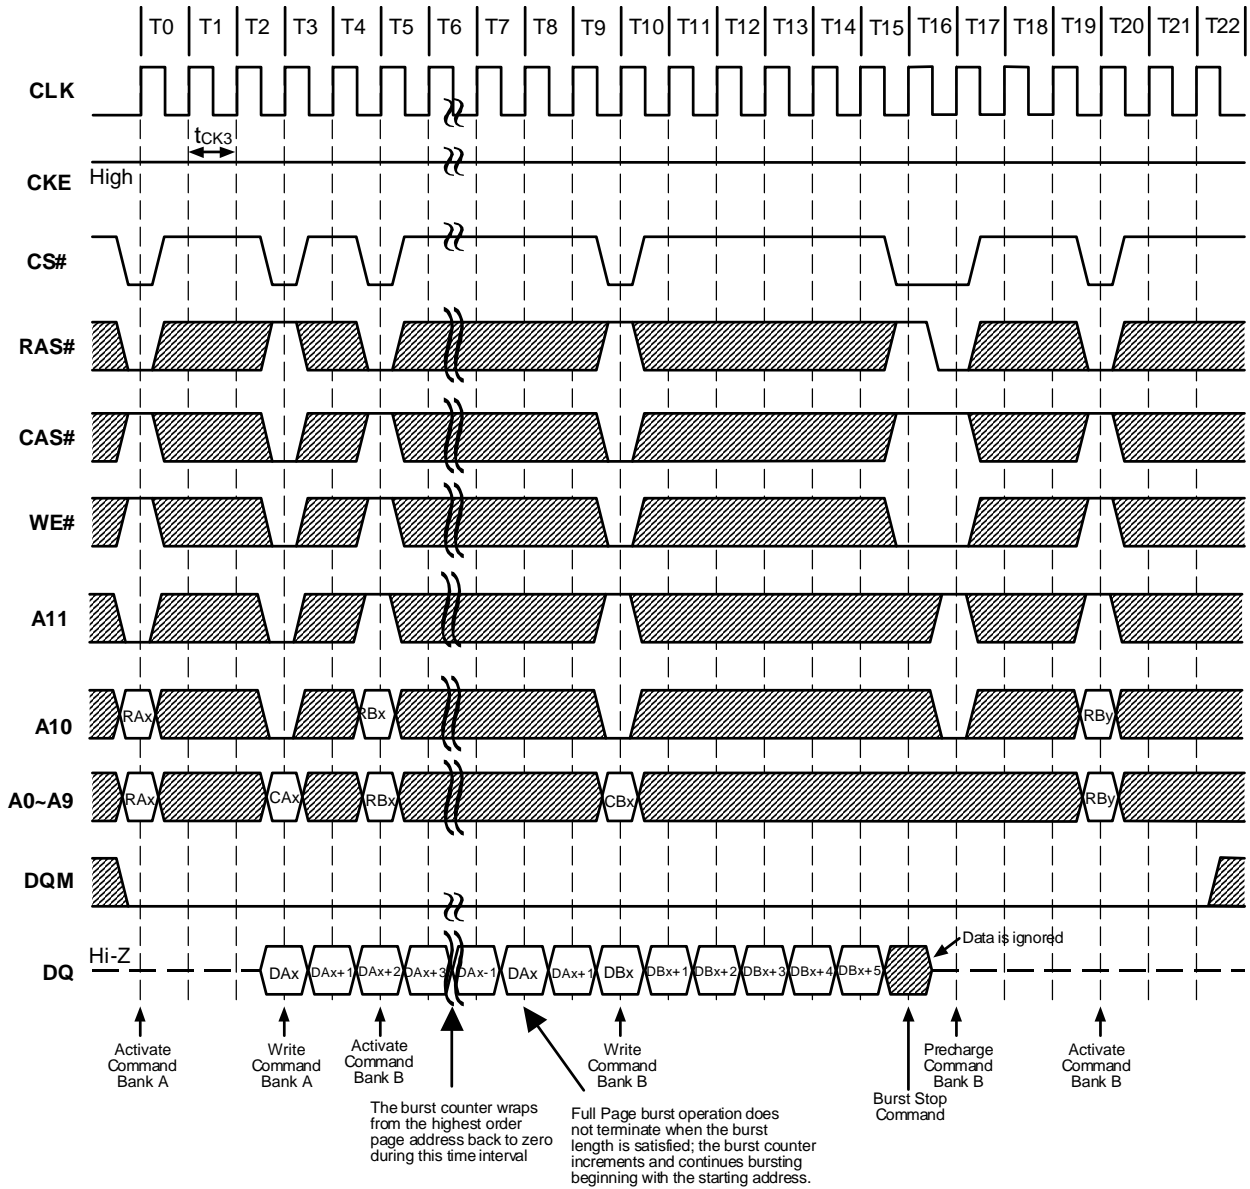 T0 T1 T2 T3 T4 T5 T6 T7 T8 T9 T10 T11 T12 T13 T14 T15 T16 T17 T18 T19 T20 T21 T22
CLK
tCK3
CKE High
CS#
RAS#
CAS#
WE#
A11
A10 RAx RBx RBy
A0~A9 RAx CAx RBx CBx RBy
DQM
Data is ignored
DQ Hi-Z DAx DAx+1 DAx+2 DAx+3 DAx-1 DAx DAx+1 DBx DBx+1 DBx+2 DBx+3 DBx+4 DBx+5
Activate
Command
Bank A
Write
Command
Bank A
Activate
Command
Bank B
Write
Command
Bank B
Precharge
Command
Bank B
Activate
Command
Bank B
Burst Stop
Command
The burst counter wraps
from the highest order
page address back to zero
during this time interval
Full Page burst operation does
not terminate when the burst
length is satisfied; the burst counter
increments and continues bursting
beginning with the starting address.